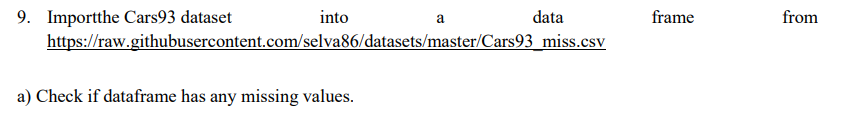 9. Importthe Cars93 dataset into a data frame from
https://raw.githubusercontent.com/selva86/datasets/master/Cars93_miss.csv
a) Check if dataframe has any missing values.